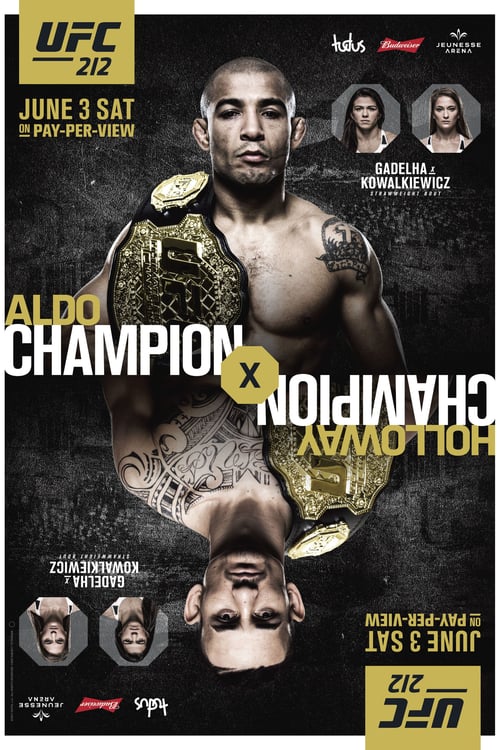 UFC
212
JUNE 3 SAT
ON PAY-PER-VIEW
Budweiser
JEUNESSE
ARENA
GADELHA X
KOWALKIEWICZ
STRAWWEIGHT BOUT
ALDO
CHAMPION
X
CHAMPION
HOLLOWAY
GADELHA X
KOWALKIEWICZ
STRAWWEIGHT BOUT
ON PAY-PER-VIEW
JUNE 3 SAT
JEUNESSE
ARENA
Budweiser
212
UFC